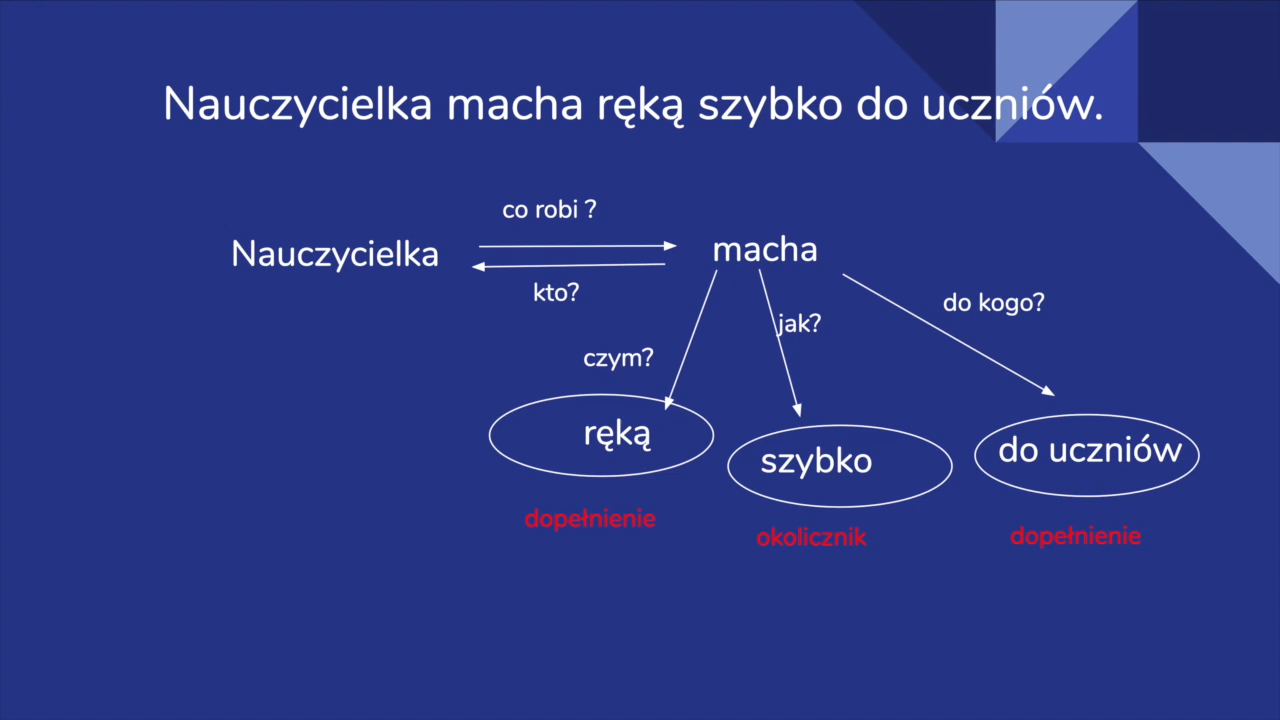 Nauczycielka macha ręką szybko do uczniów.
co robi ?
Nauczycielka
macha
kto?
do kogo?
jak?
czym?
ręką
szybko
do uczniów
dopełnienie
okolicznik
dopełnienie